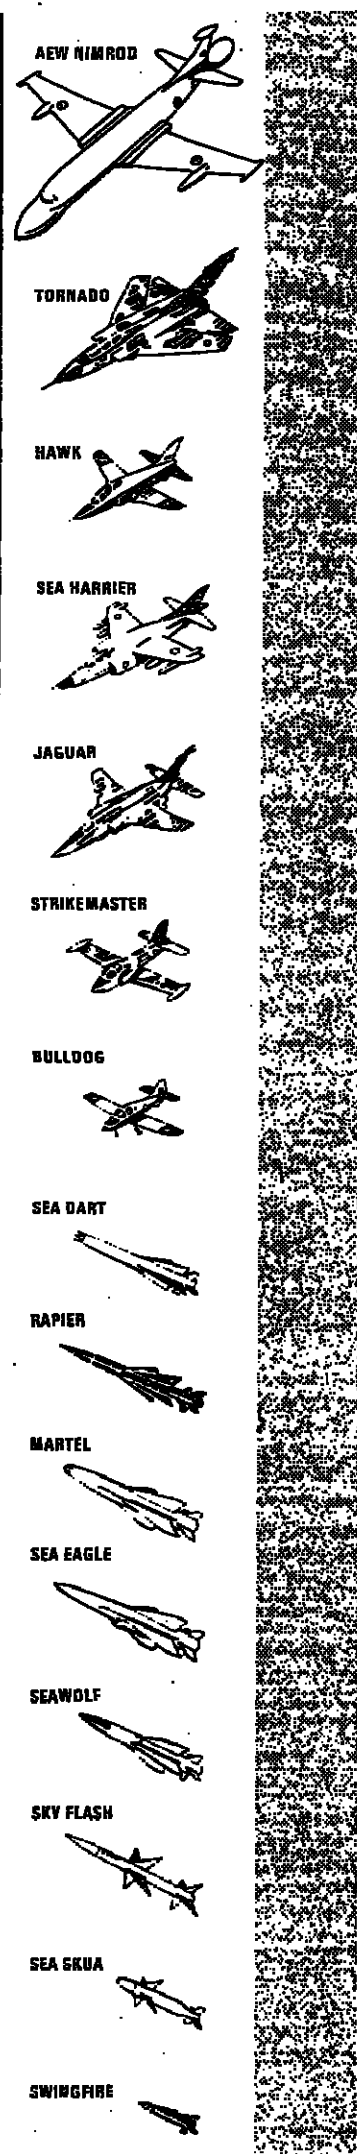 AEW NIMROD
TORNADO
HAWK
SEA HARRIER
JAGUAR
STRIKEMASTER
BULLDOG
SEA DART
RAPIER
MARTEL
SEA EAGLE
SEAWOLF
SKY FLASH
SEA SKUA
SWINGFIRE